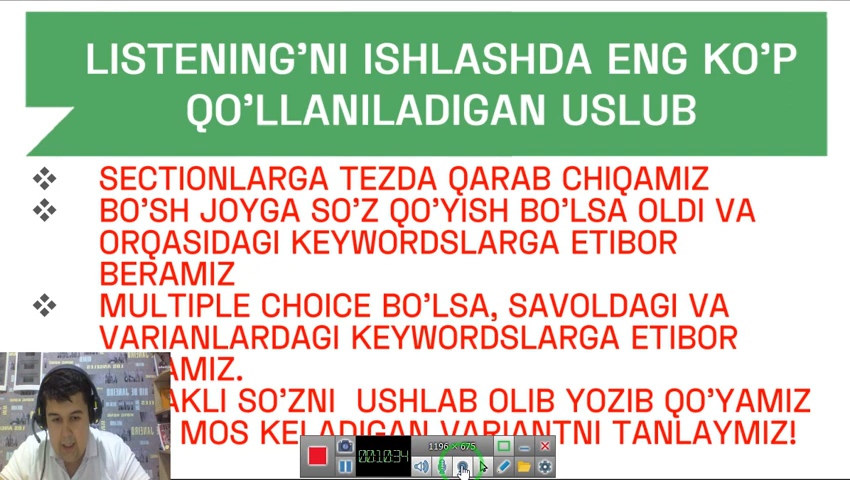 LISTENING'NI ISHLASHDA ENG KO'P
QO'LLANILADIGAN USLUB
SECTIONLARGA TEZDA QARAB CHIQAMIZ
BO'SH JOYGA SO'Z QO'YISH BO'LSA OLDI VA
ORQASIDAGI KEYWORDSLARGA ETIBOR
BERAMIZ
MULTIPLE CHOICE BO'LSA, SAVOLDAGI VA
VARIANLARDAGI KEYWORDSLARGA ETIBOR
AMIZ.
AKLI SO'ZNI USHLAB OLIB YOZIB QO'YAMIZ
MOS KELADIGAN VARIANTNI TANLAYMIZ!
1196 × 675
00:10:34